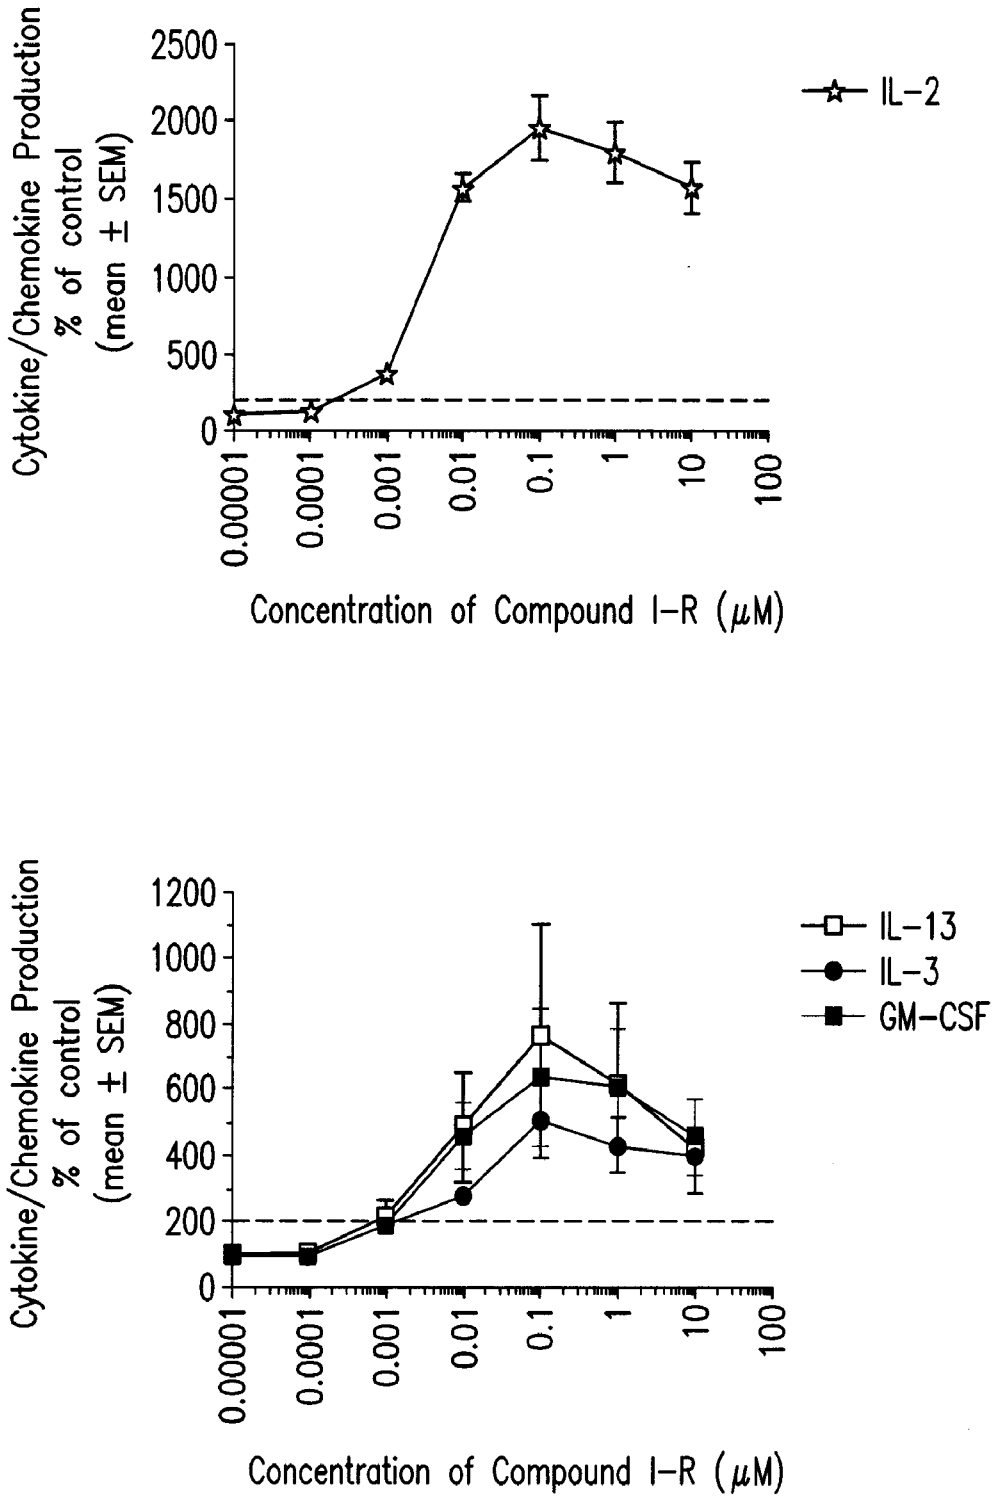 Cytokine/Chemokine Production
% of control
(mean ± SEM)
2500
2000
1500
1000
500
0
0.00001
0.0001
0.001
0.01
0.1
1
10
100
Concentration of Compound I-R (μM)
IL-2
Cytokine/Chemokine Production
% of control
(mean ± SEM)
1200
1000
800
600
400
200
0
0.00001
0.0001
0.001
0.01
0.1
1
10
100
Concentration of Compound I-R (μM)
IL-13
IL-3
GM-CSF